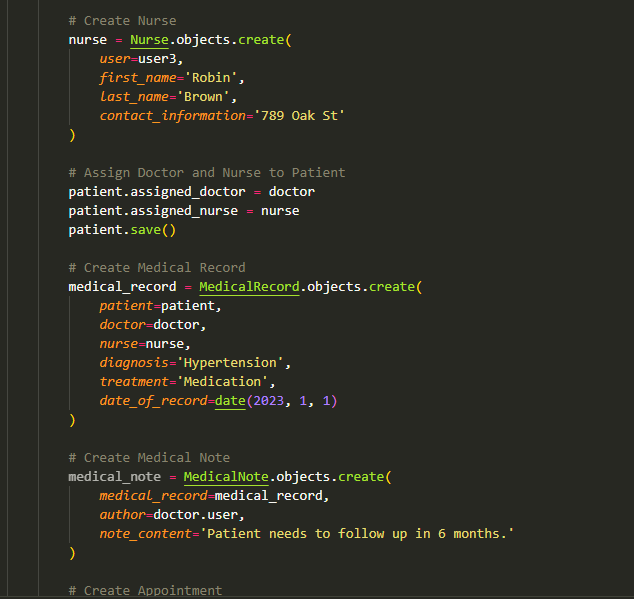 # Create Nurse
nurse = Nurse.objects.create(
    user=user3,
    first_name='Robin',
    last_name='Brown',
    contact_information='789 Oak St'
)
# Assign Doctor and Nurse to Patient
patient.assigned_doctor = doctor
patient.assigned_nurse = nurse
patient.save()
# Create Medical Record
medical_record = MedicalRecord.objects.create(
    patient=patient,
    doctor=doctor,
    nurse=nurse,
    diagnosis='Hypertension',
    treatment='Medication',
    date_of_record=date(2023, 1, 1)
)
# Create Medical Note
medical_note = MedicalNote.objects.create(
    medical_record=medical_record,
    author=doctor.user,
    note_content='Patient needs to follow up in 6 months.'
)
# Create Appointment